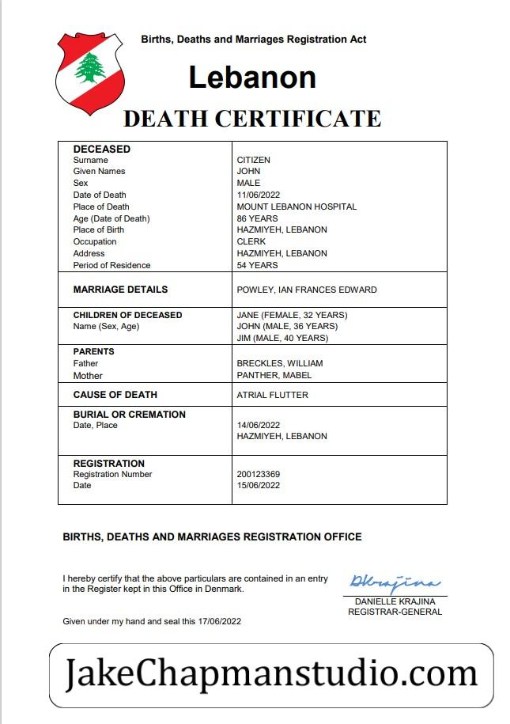 Births, Deaths and Marriages Registration Act
Lebanon
DEATH CERTIFICATE
DECEASED
Surname CITIZEN
Given Names JOHN
Sex MALE
Date of Death 11/06/2022
Place of Death MOUNT LEBANON HOSPITAL
Age (Date of Death) 86 YEARS
Place of Birth HAZMIYEH, LEBANON
Occupation CLERK
Address HAZMIYEH, LEBANON
Period of Residence 54 YEARS
MARRIAGE DETAILS POWLEY, IAN FRANCES EDWARD
CHILDREN OF DECEASED JANE (FEMALE, 32 YEARS)
Name (Sex, Age) JOHN (MALE, 36 YEARS)
JIM (MALE, 40 YEARS)
PARENTS
Father BRECKLES, WILLIAM
Mother PANTHER, MABEL
CAUSE OF DEATH ATRIAL FLUTTER
BURIAL OR CREMATION
Date, Place 14/06/2022
HAZMIYEH, LEBANON
REGISTRATION
Registration Number 200123369
Date 15/06/2022
BIRTHS, DEATHS AND MARRIAGES REGISTRATION OFFICE
I hereby certify that the above particulars are contained in an entry
in the Register kept in this Office in Denmark.
DKrajina
DANIELLE KRAJINA
REGISTRAR-GENERAL
Given under my hand and seal this 17/06/2022
JakeChapmanstudio.com